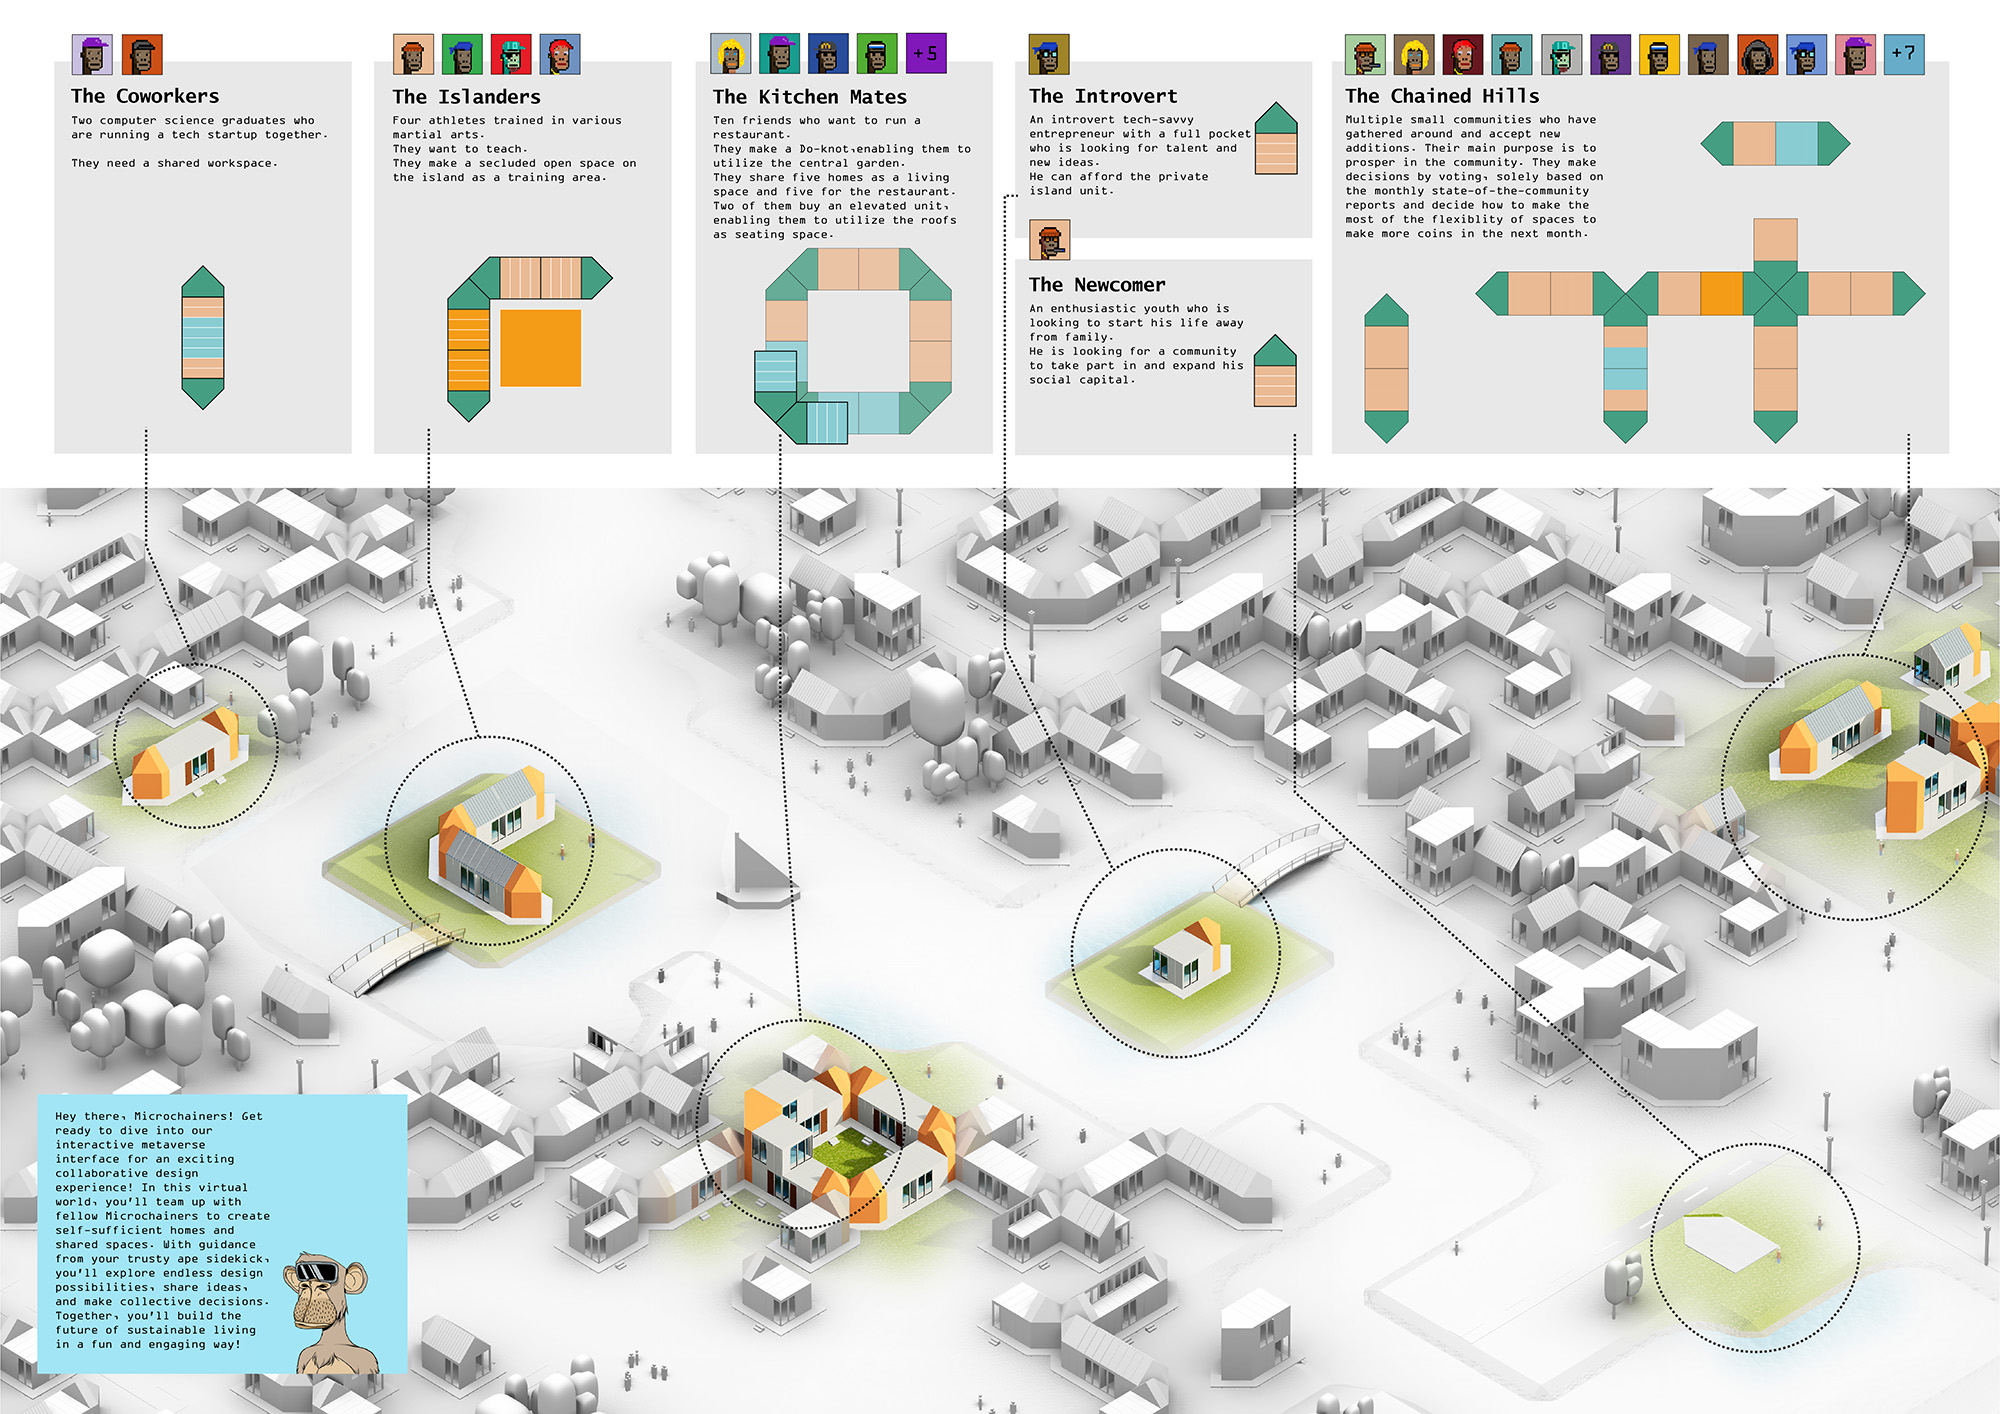 The Coworkers
Two computer science graduates who
are running a tech startup together.
They need a shared workspace.
The Islanders
Four athletes trained in various
martial arts.
They want to teach.
They make a secluded open space on
the island as a training area.
+5
The Kitchen Mates
Ten friends who want to run a
restaurant.
They make a Do-knot,enabling them to
utilize the central garden.
They share five homes as a living
space and five for the restaurant.
Two of them buy an elevated unit,
enabling them to utilize the roofs
as seating space.
The Introvert
An introvert tech-savvy
entrepreneur with a full pocket
who is looking for talent and
new ideas.
He can afford the private
island unit.
The Newcomer
An enthusiastic youth who is
looking to start his life away
from family.
He is looking for a community
to take part in and expand his
social capital.
+7
The Chained Hills
Multiple small communities who have
gathered around and accept new
additions. Their main purpose is to
prosper in the community. They make
decisions by voting, solely based on
the monthly state-of-the-community
reports and decide how to make the
most of the flexiblity of spaces to
make more coins in the next month.
Hey there, Microchainers! Get
ready to dive into our
interactive metaverse
interface for an exciting
collaborative design
experience! In this virtual
world, you'll team up with
fellow Microchainers to create
self-sufficient homes and
shared spaces. With guidance
from your trusty ape sidekick,
you'll explore endless design
possibilities, share ideas,
and make collective decisions.
Together, you'll build the
future of sustainable living
in a fun and engaging way!